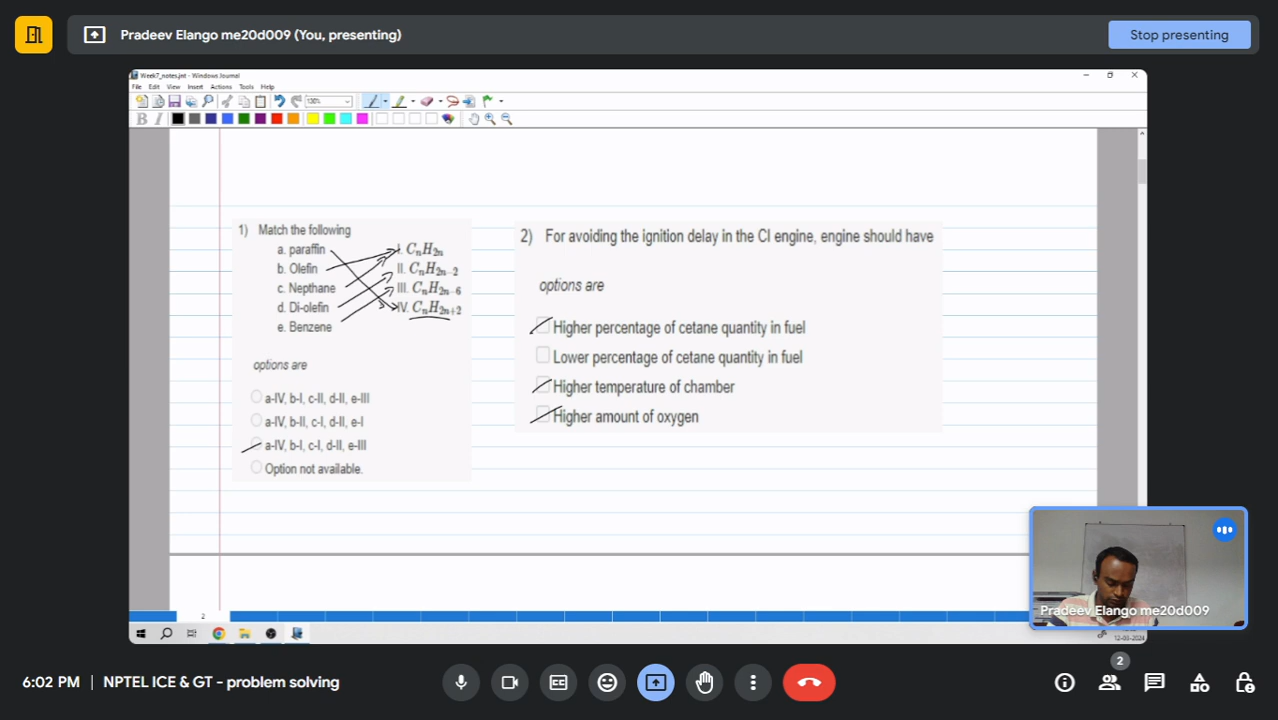 Pradeev Elango me20d009 (You, presenting)
Stop presenting
Week7_notes.jnt - Windows Journal
File Edit View Insert Actions Tools Help
130%
B I
1) Match the following
a. paraffin I. CnH2n
b. Olefin II. CnH2n-2
c. Nepthane III. CnH2n-6
d. Di-olefin IV. CnH2n+2
e. Benzene
options are
a-IV, b-I, c-II, d-II, e-III
a-IV, b-II, c-I, d-II, e-I
a-IV, b-I, c-I, d-II, e-III
Option not available.
2) For avoiding the ignition delay in the CI engine, engine should have
options are
Higher percentage of cetane quantity in fuel
Lower percentage of cetane quantity in fuel
Higher temperature of chamber
Higher amount of oxygen
Pradeev Elango me20d009
2
6:02 PM | NPTEL ICE & GT - problem solving
CC
2